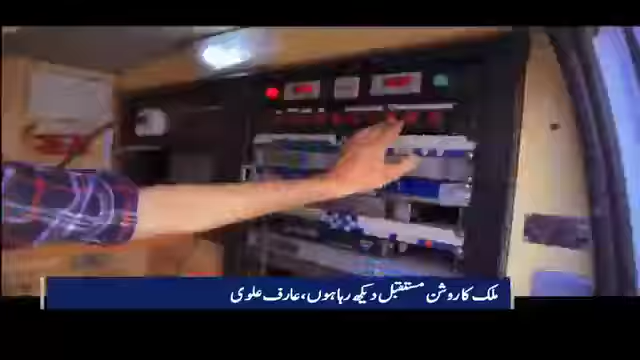 ملک کا روشن مستقبل دیکھ رہا ہوں، عارف علوی